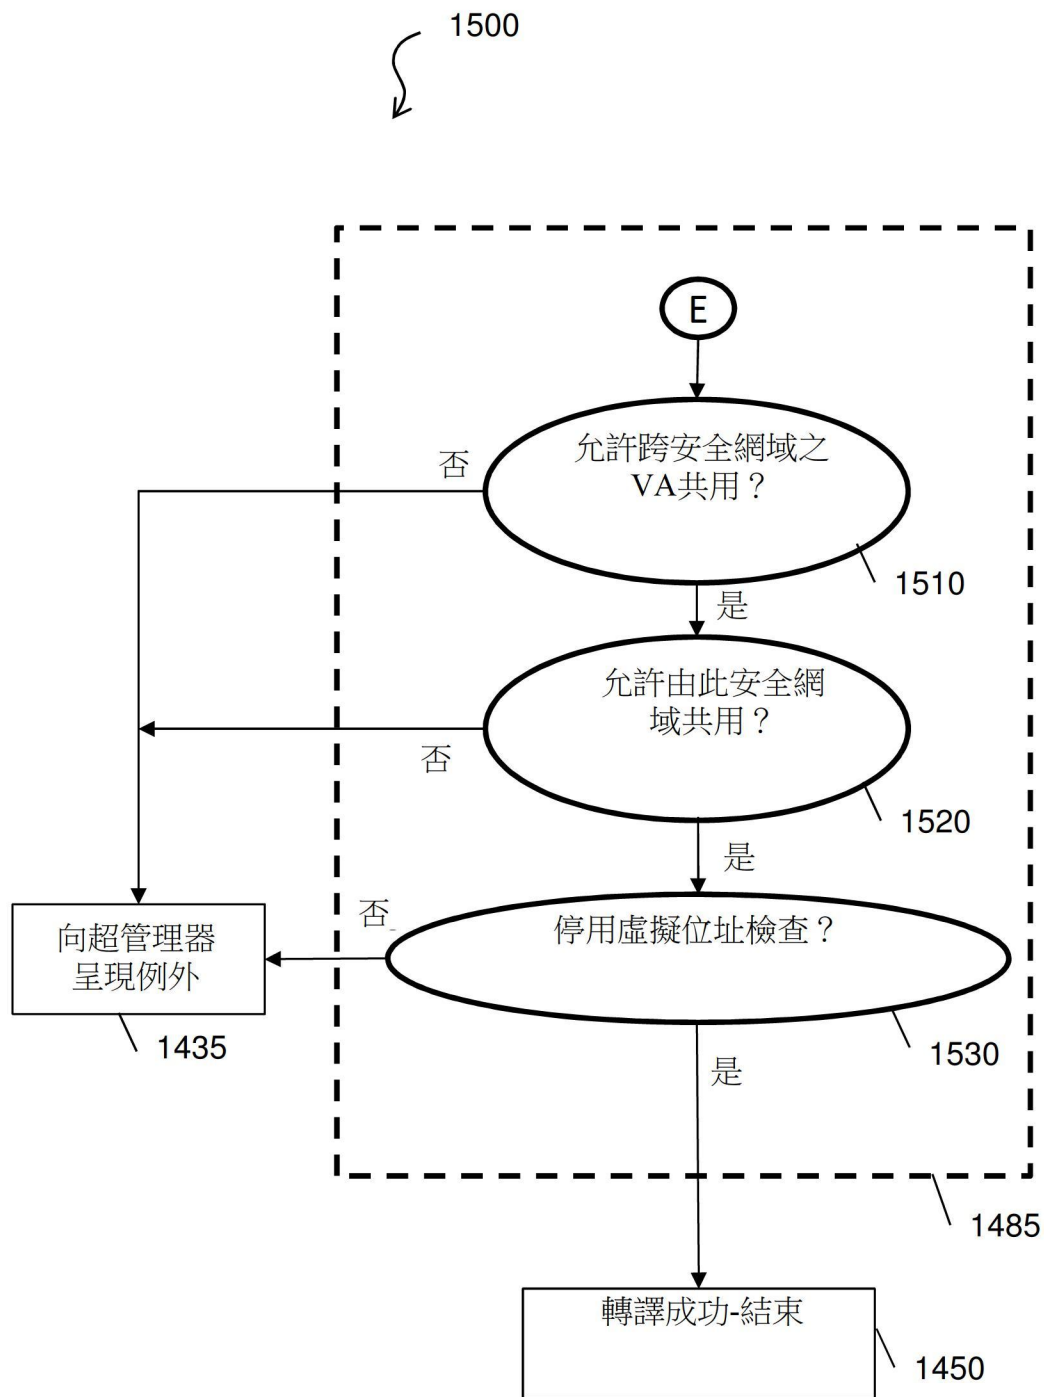 1500
E
允許跨安全網域之
VA共用？
否
1510
是
允許由此安全網
域共用？
否
1520
是
停用虛擬位址檢查？
否
向超管理器
呈現例外
1435
1530
是
1485
轉譯成功-結束
1450